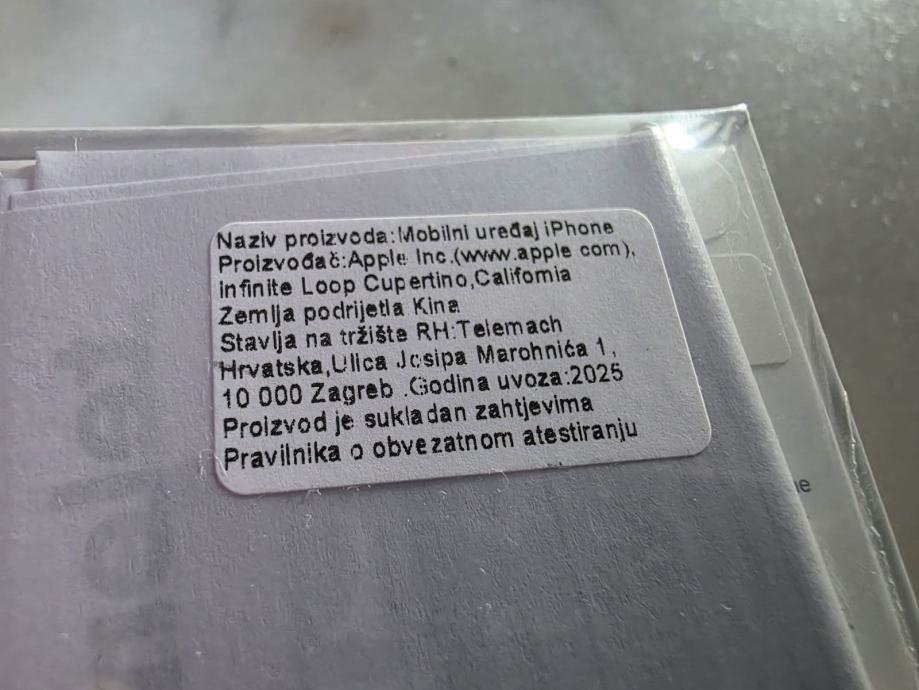 Naziv proizvoda:Mobilni uređaj iPhone
Proizvođač:Apple Inc.(www.apple com),
Infinite Loop Cupertino,California
Zemlja podrijetla Kina
Stavlja na tržište RH:Telemach
Hrvatska,Ulica Josipa Marohnića 1,
10 000 Zagreb .Godina uvoza:2025
Proizvod je sukladan zahtjevima
Pravilnika o obvezatnom atestiranju